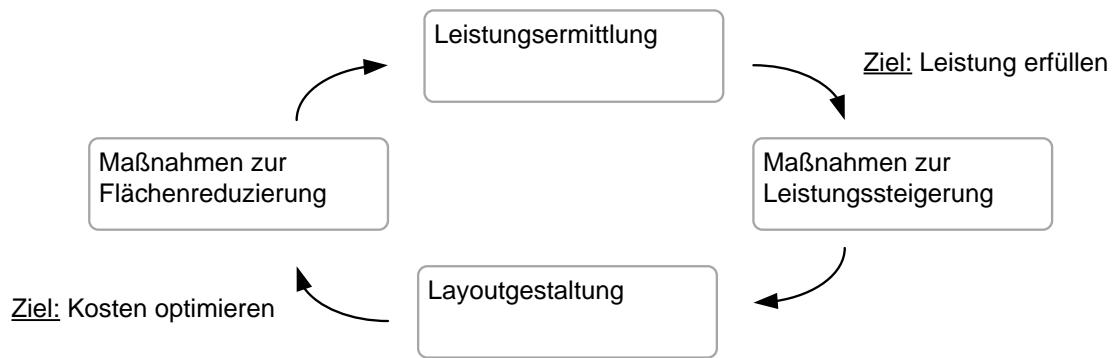 Leistungsermittlung
Ziel: Leistung erfüllen
Maßnahmen zur
Flächenreduzierung
Maßnahmen zur
Leistungssteigerung
Layoutgestaltung
Ziel: Kosten optimieren